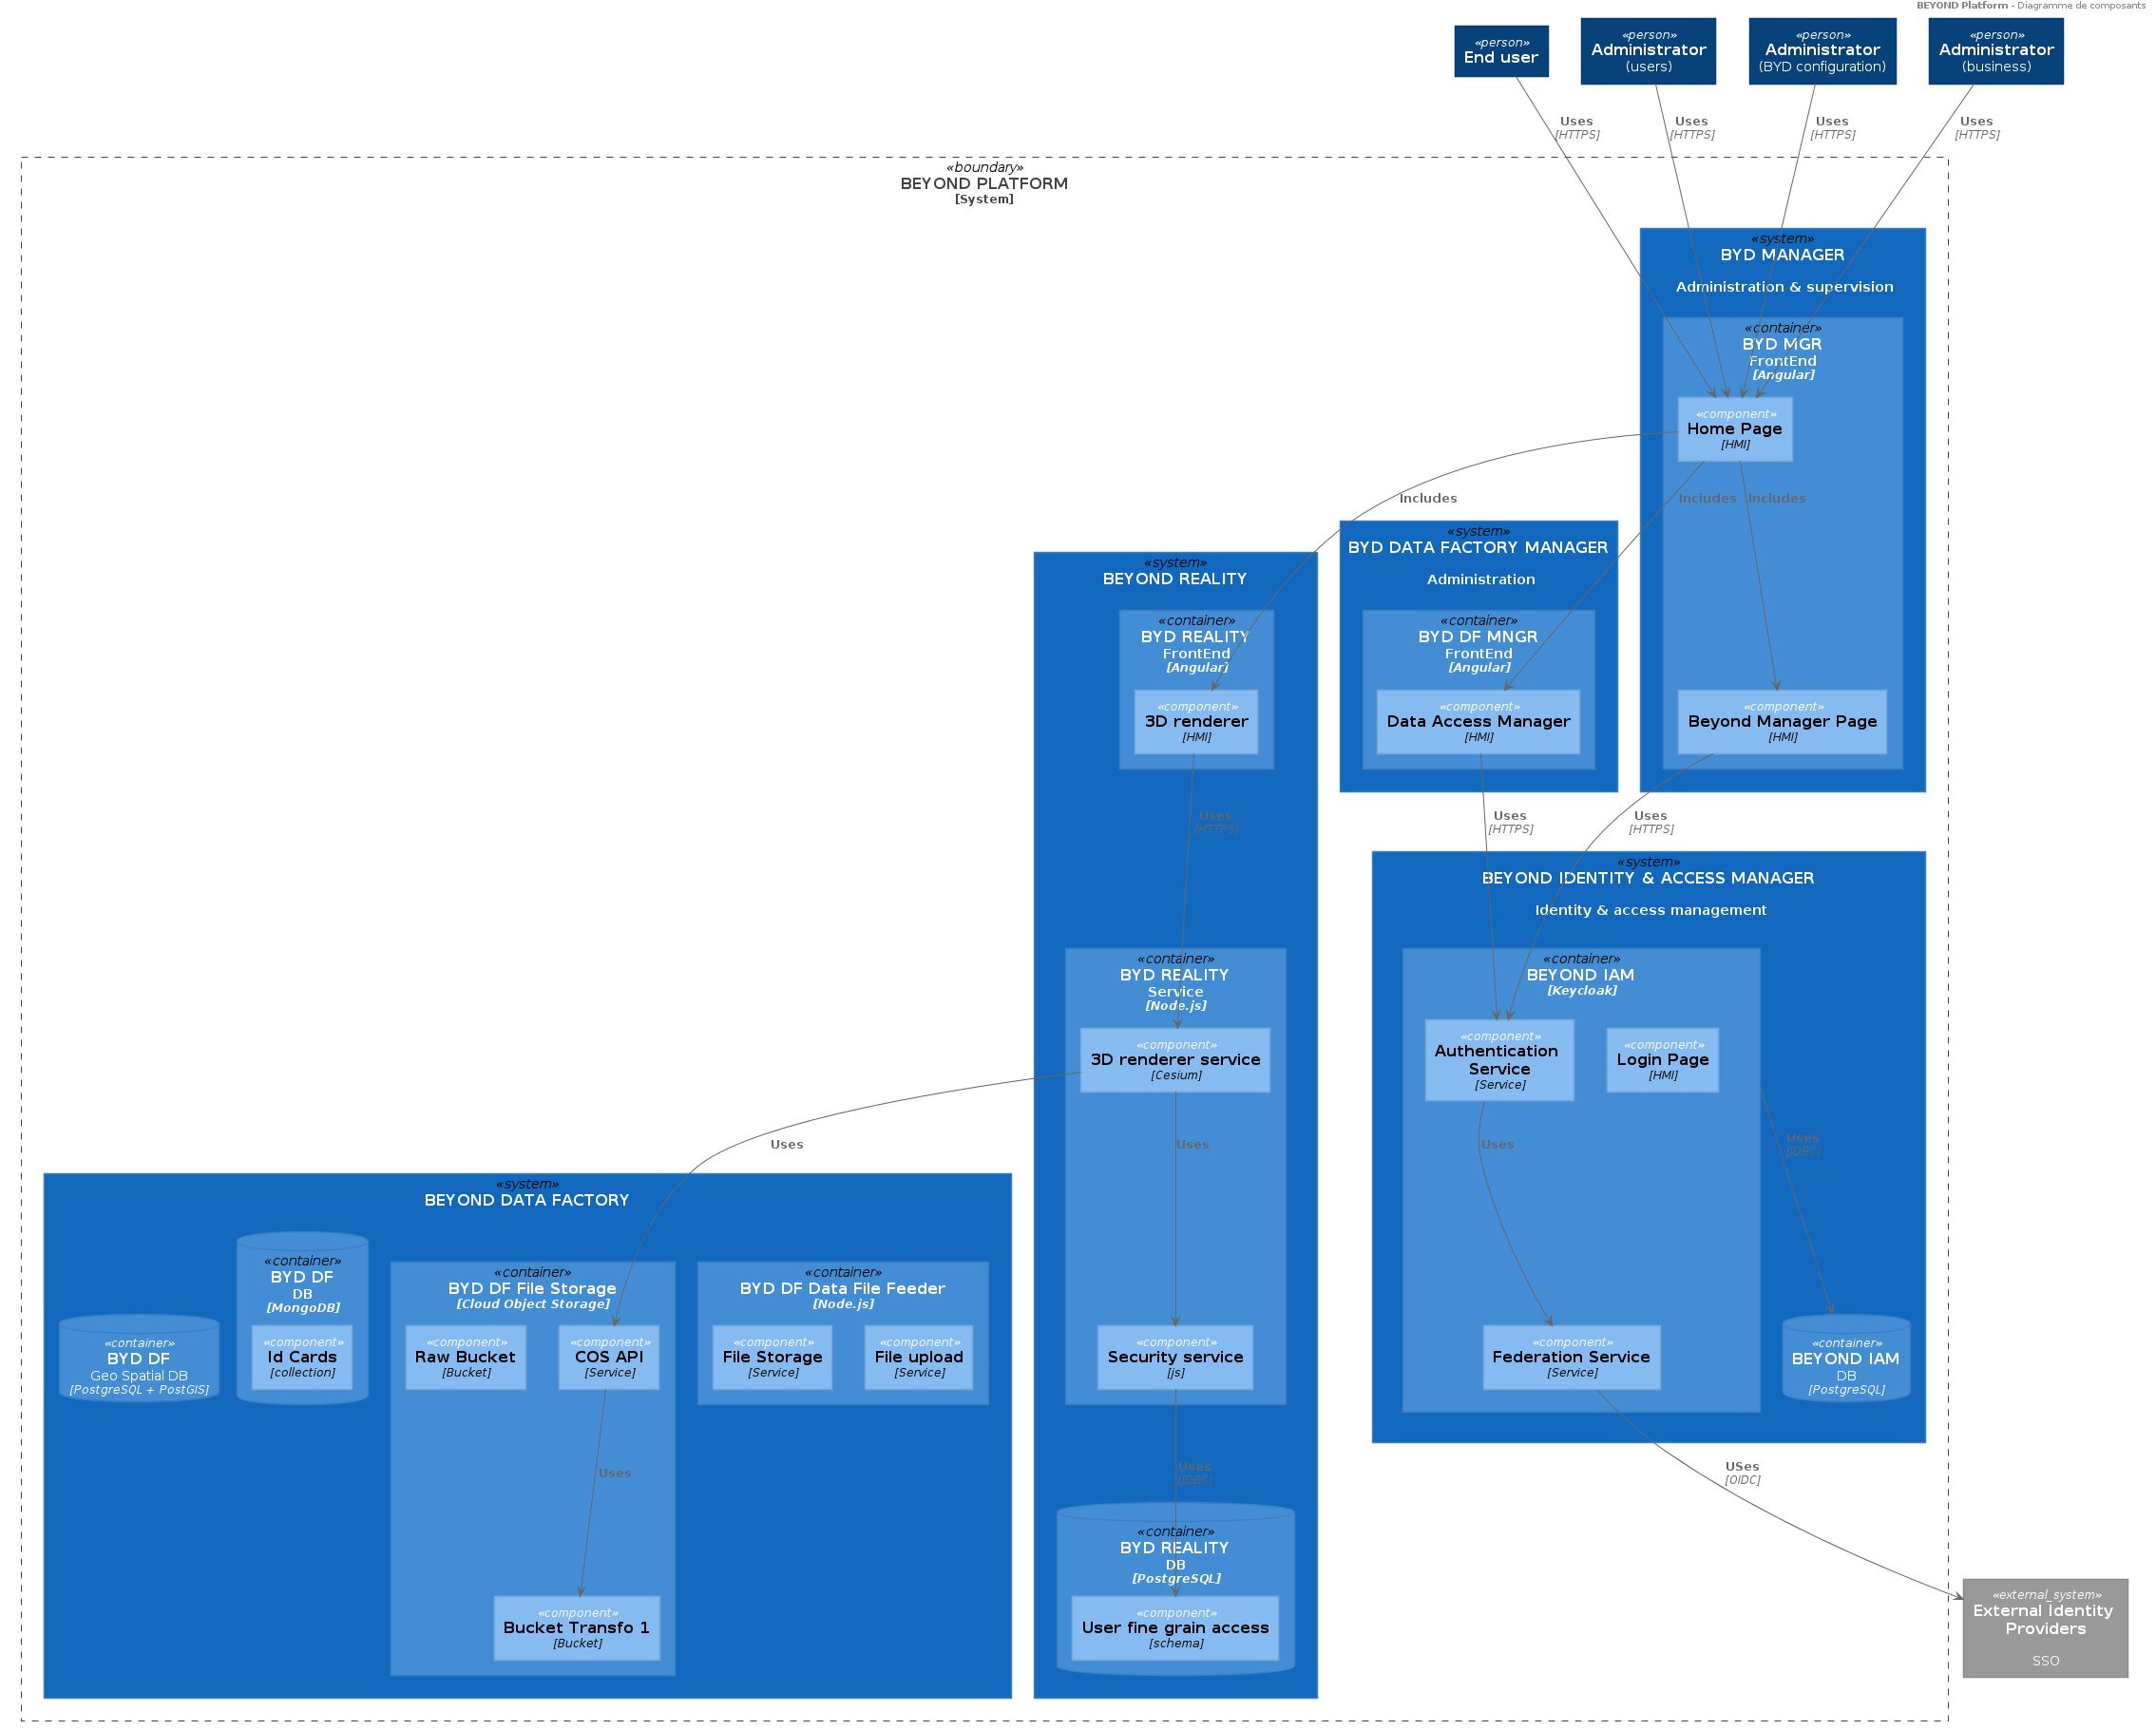 BEYOND Platform - Diagramme de composants
«person»
End user
«person»
Administrator
(users)
«person»
Administrator
(BYD configuration)
«person»
Administrator
(business)
Uses
[HTTPS]
Uses
[HTTPS]
Uses
[HTTPS]
Uses
[HTTPS]
«boundary»
BEYOND PLATFORM
[System]
«system»
BYD MANAGER
Administration & supervision
«container»
BYD MGR
FrontEnd
[Angular]
«component»
Home Page
[HMI]
Includes
Includes
Includes
«component»
Beyond Manager Page
[HMI]
«system»
BYD DATA FACTORY MANAGER
Administration
«container»
BYD DF MNGR
FrontEnd
[Angular]
«component»
Data Access Manager
[HMI]
«system»
BEYOND REALITY
«container»
BYD REALITY
FrontEnd
[Angular]
«component»
3D renderer
[HMI]
Uses
[HTTPS]
Uses
[HTTPS]
Uses
[HTTPS]
«container»
BYD REALITY
Service
[Node.js]
«component»
3D renderer service
[Cesium]
Uses
Uses
«component»
Security service
[js]
Uses
[JDBC]
«container»
BYD REALITY
DB
[PostgreSQL]
«component»
User fine grain access
[schema]
«system»
BEYOND IDENTITY & ACCESS MANAGER
Identity & access management
«container»
BEYOND IAM
[Keycloak]
«component»
Authentication
Service
[Service]
«component»
Login Page
[HMI]
Uses
Uses
[JDBC]
«component»
Federation Service
[Service]
«container»
BEYOND IAM
DB
[PostgreSQL]
USes
[OIDC]
«external_system»
External Identity
Providers
SSO
«system»
BEYOND DATA FACTORY
«container»
BYD DF
Geo Spatial DB
[PostgreSQL + PostGIS]
«container»
BYD DF
DB
[MongoDB]
«component»
Id Cards
[collection]
«container»
BYD DF File Storage
[Cloud Object Storage]
«component»
Raw Bucket
[Bucket]
«component»
COS API
[Service]
Uses
«component»
Bucket Transfo 1
[Bucket]
«container»
BYD DF Data File Feeder
[Node.js]
«component»
File Storage
[Service]
«component»
File upload
[Service]